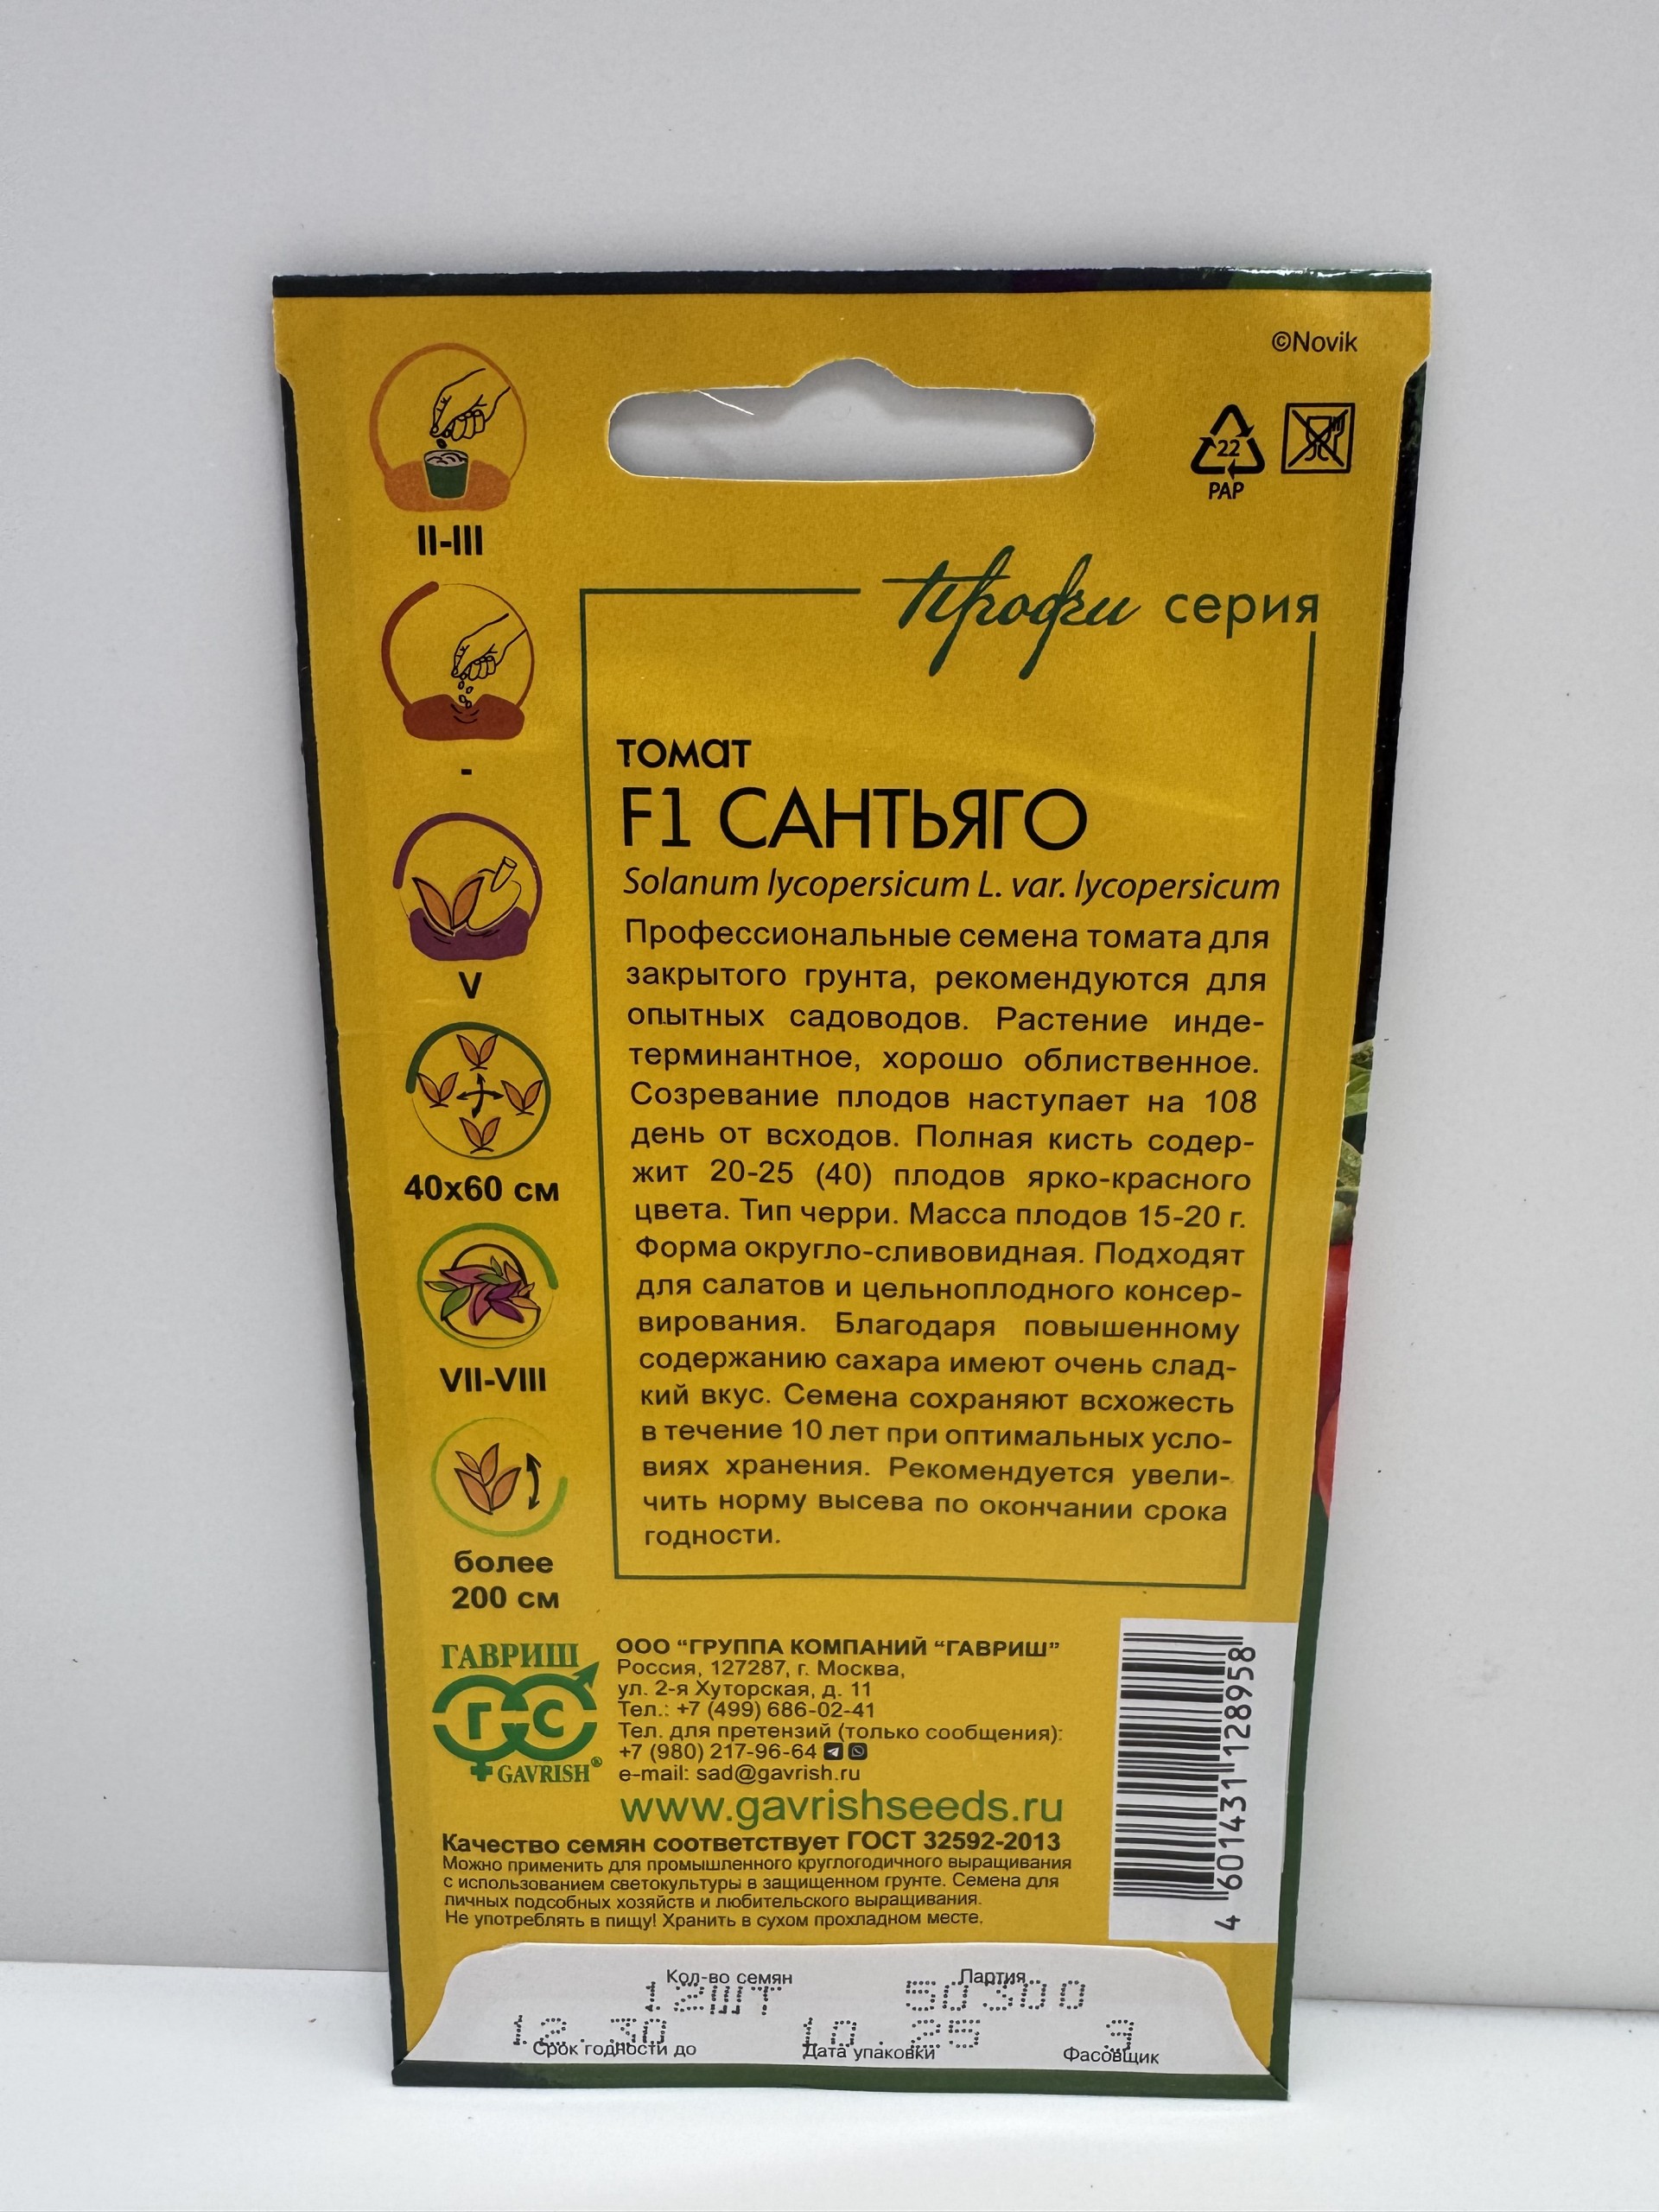 ©Novik
22
PAP
II-III
-
V
40x60 см
VII-VIII
более
200 см
Профи серия
томат
F1 САНТЬЯГО
Solanum lycopersicum L. var. lycopersicum
Профессиональные семена томата для
закрытого грунта, рекомендуются для
опытных садоводов. Растение инде-
терминантное, хорошо облиственное.
Созревание плодов наступает на 108
день от всходов. Полная кисть содер-
жит 20-25 (40) плодов ярко-красного
цвета. Тип черри. Масса плодов 15-20 г.
Форма округло-сливовидная. Подходят
для салатов и цельноплодного консер-
вирования. Благодаря повышенному
содержанию сахара имеют очень слад-
кий вкус. Семена сохраняют всхожесть
в течение 10 лет при оптимальных усло-
виях хранения. Рекомендуется увели-
чить норму высева по окончании срока
годности.
ГАВРИШ
ГС
GAVRISH®
ООО “ГРУППА КОМПАНИЙ “ГАВРИШ”
Россия, 127287, г. Москва,
ул. 2-я Хуторская, д. 11
Тел.: +7 (499) 686-02-41
Тел. для претензий (только сообщения):
+7 (980) 217-96-64
e-mail: sad@gavrish.ru
www.gavrishseeds.ru
Качество семян соответствует ГОСТ 32592-2013
Можно применить для промышленного круглогодичного выращивания
с использованием светокультуры в защищенном грунте. Семена для
личных подсобных хозяйств и любительского выращивания.
Не употреблять в пищу! Хранить в сухом прохладном месте.
4 601431 128958
Кол-во семян Партия
12ШТ 50300
12.30 10.25 3
Срок годности до Дата упаковки Фасовщик